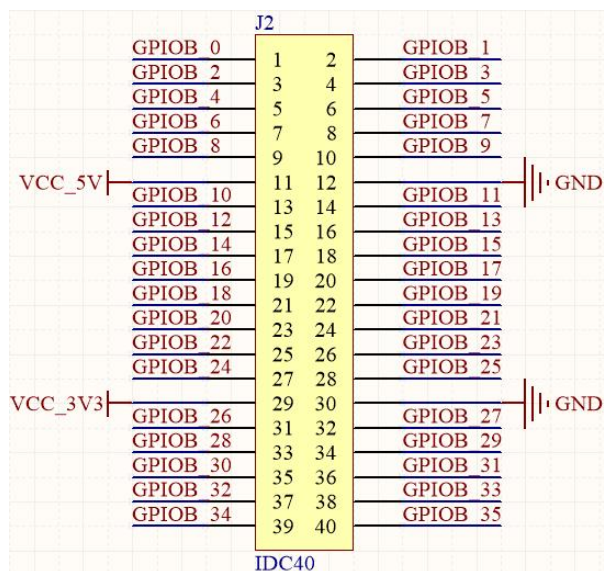 J2
GPIOB_0 1 2 GPIOB_1
GPIOB_2 3 4 GPIOB_3
GPIOB_4 5 6 GPIOB_5
GPIOB_6 7 8 GPIOB_7
GPIOB_8 9 10 GPIOB_9
VCC_5V 11 12 GND
GPIOB_10 13 14 GPIOB_11
GPIOB_12 15 16 GPIOB_13
GPIOB_14 17 18 GPIOB_15
GPIOB_16 19 20 GPIOB_17
GPIOB_18 21 22 GPIOB_19
GPIOB_20 23 24 GPIOB_21
GPIOB_22 25 26 GPIOB_23
GPIOB_24 27 28 GPIOB_25
VCC_3V3 29 30 GND
GPIOB_26 31 32 GPIOB_27
GPIOB_28 33 34 GPIOB_29
GPIOB_30 35 36 GPIOB_31
GPIOB_32 37 38 GPIOB_33
GPIOB_34 39 40 GPIOB_35
IDC40